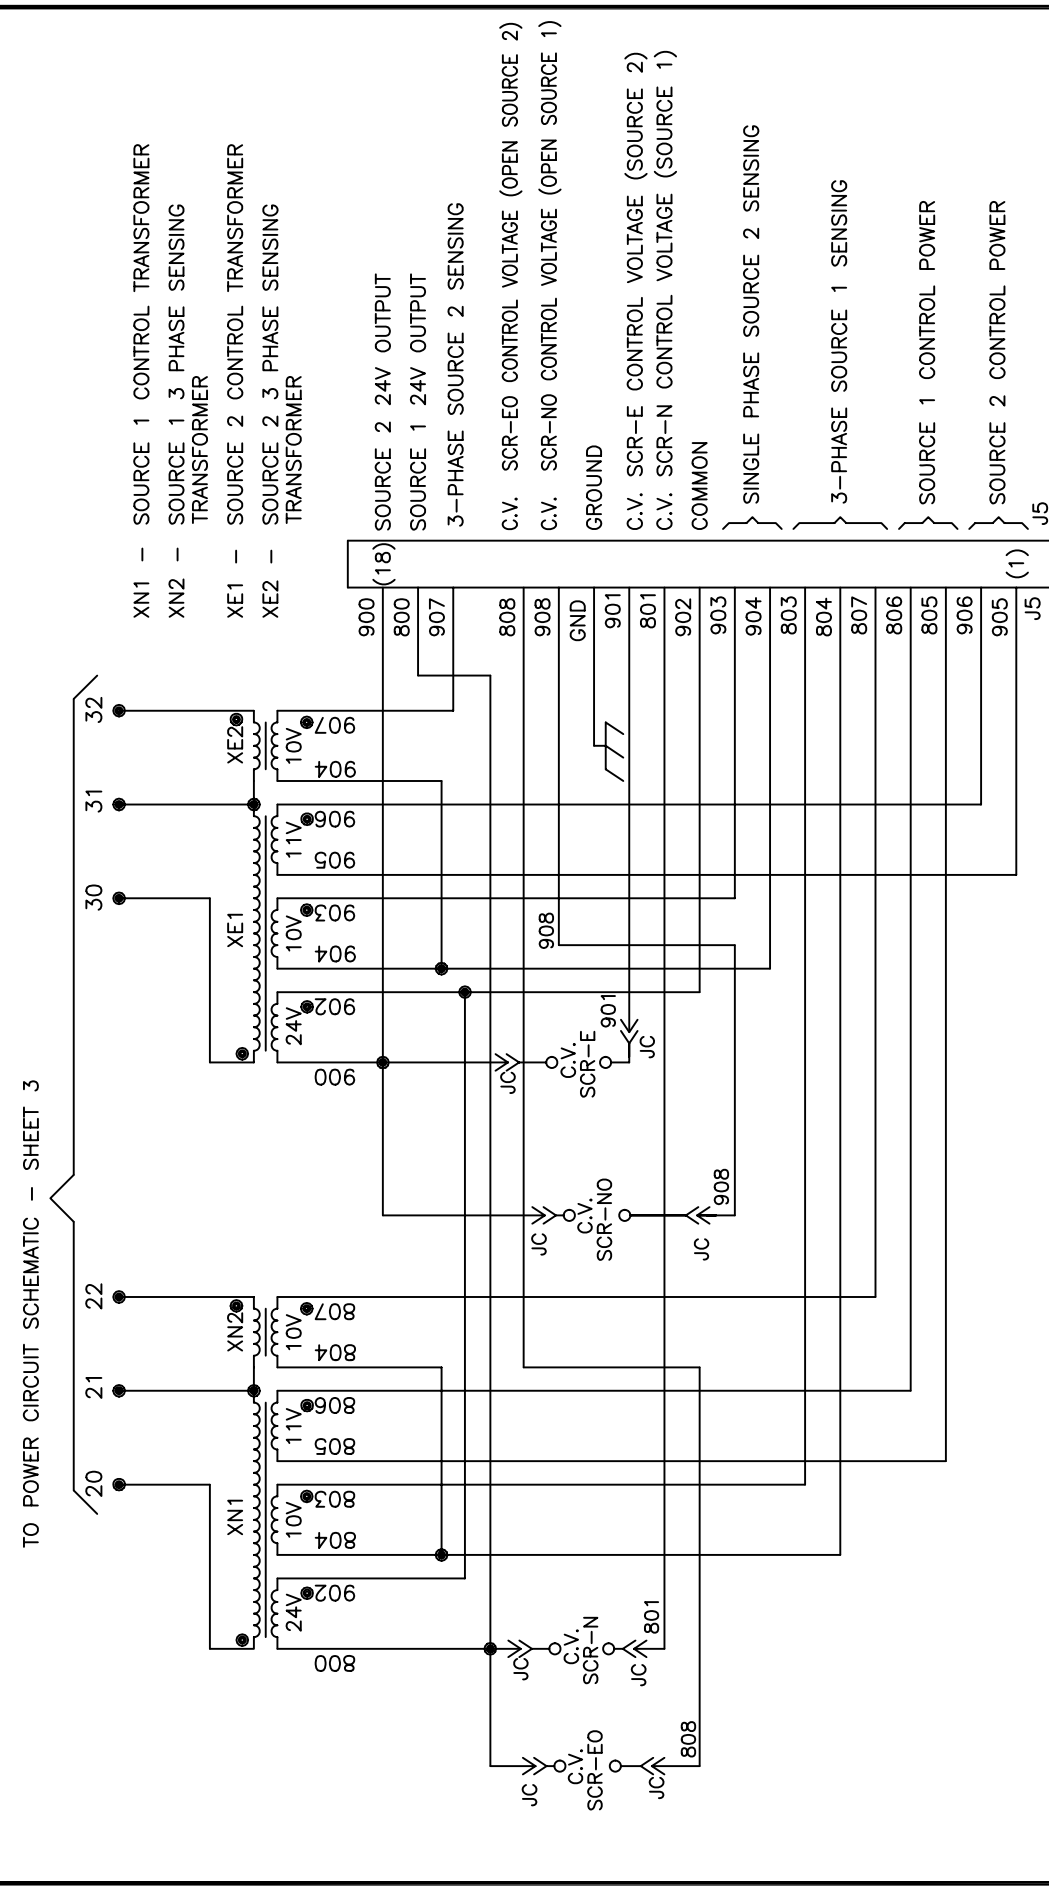 TO POWER CIRCUIT SCHEMATIC – SHEET 3
20
21
22
30
31
32
XN1 – SOURCE 1 CONTROL TRANSFORMER
XN2 – SOURCE 1 3 PHASE SENSING
TRANSFORMER
XE1 – SOURCE 2 CONTROL TRANSFORMER
XE2 – SOURCE 2 3 PHASE SENSING
TRANSFORMER
XN1
XN2
XE1
XE2
24V
10V
11V
10V
24V
10V
11V
10V
800
902
804
803
805
806
804
807
900
902
904
903
905
906
904
907
900
(18)
SOURCE 2 24V OUTPUT
800
SOURCE 1 24V OUTPUT
907
3–PHASE SOURCE 2 SENSING
808
C.V. SCR–EO CONTROL VOLTAGE (OPEN SOURCE 2)
908
C.V. SCR–NO CONTROL VOLTAGE (OPEN SOURCE 1)
GND
GROUND
901
C.V. SCR–E CONTROL VOLTAGE (SOURCE 2)
801
C.V. SCR–N CONTROL VOLTAGE (SOURCE 1)
902
COMMON
903
904
SINGLE PHASE SOURCE 2 SENSING
803
804
807
3–PHASE SOURCE 1 SENSING
806
805
SOURCE 1 CONTROL POWER
906
905
SOURCE 2 CONTROL POWER
(1)
J5
J5
JC
C.V.
SCR–EO
JC
808
JC
C.V.
SCR–N
JC
801
JC
C.V.
SCR–NO
JC
908
JC
C.V.
SCR–E
JC
901
908